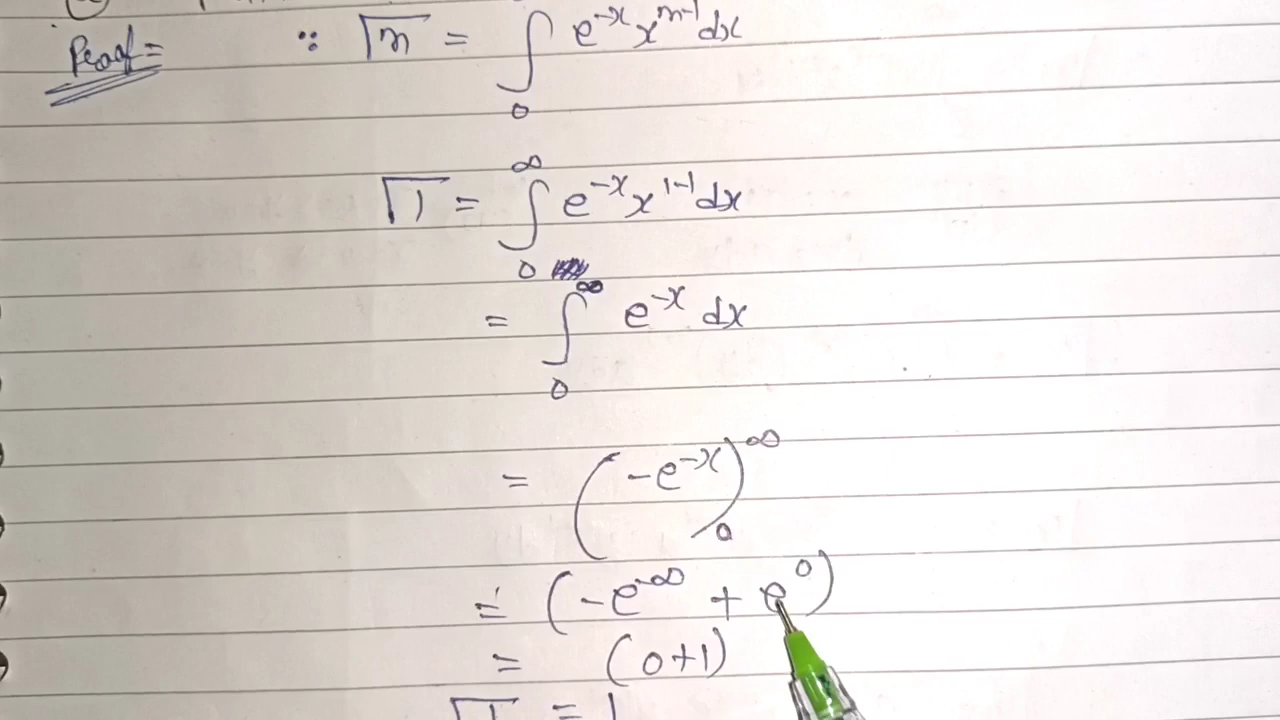 Proof= ∵ Γn = ∫₀ e^{-x} x^{n-1} dx
Γ1 = ∫₀^∞ e^{-x} x^{1-1} dx
= ∫₀^∞ e^{-x} dx
= (-e^{-x})₀^∞
= (-e^{-∞} + e^0)
= (0+1)
Γ1 = 1